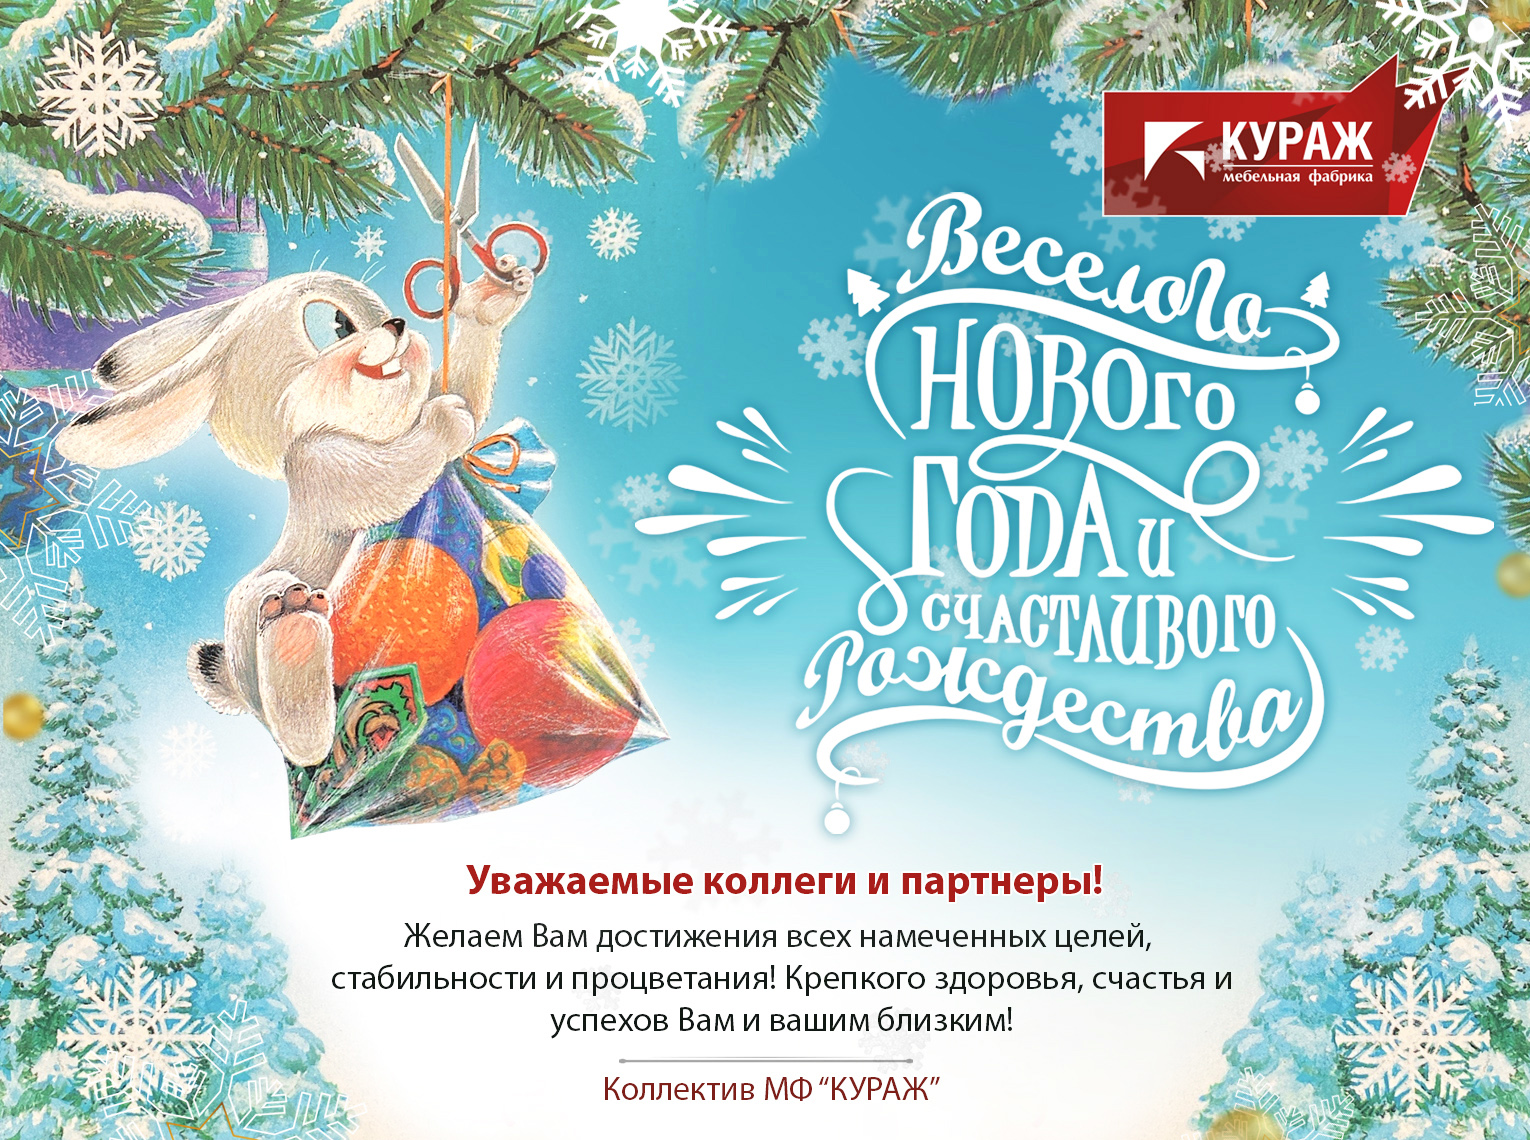 КУРАЖ
мебельная фабрика
Веселого
Нового
Года и
счастливого
Рождества
Уважаемые коллеги и партнеры!
Желаем Вам достижения всех намеченных целей,
стабильности и процветания! Крепкого здоровья, счастья и
успехов Вам и вашим близким!
Коллектив МФ “КУРАЖ”